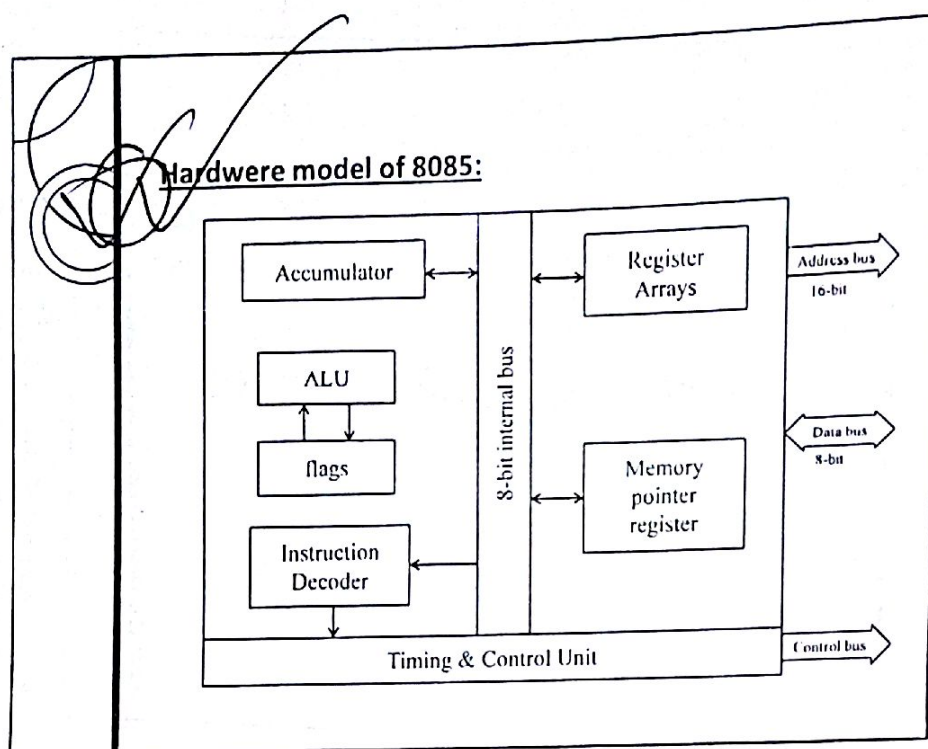 Hardwere model of 8085:
Accumulator
ALU
flags
Instruction
Decoder
8-bit internal bus
Register
Arrays
Memory
pointer
register
Timing & Control Unit
Address bus
16-bit
Data bus
8-bit
Control bus